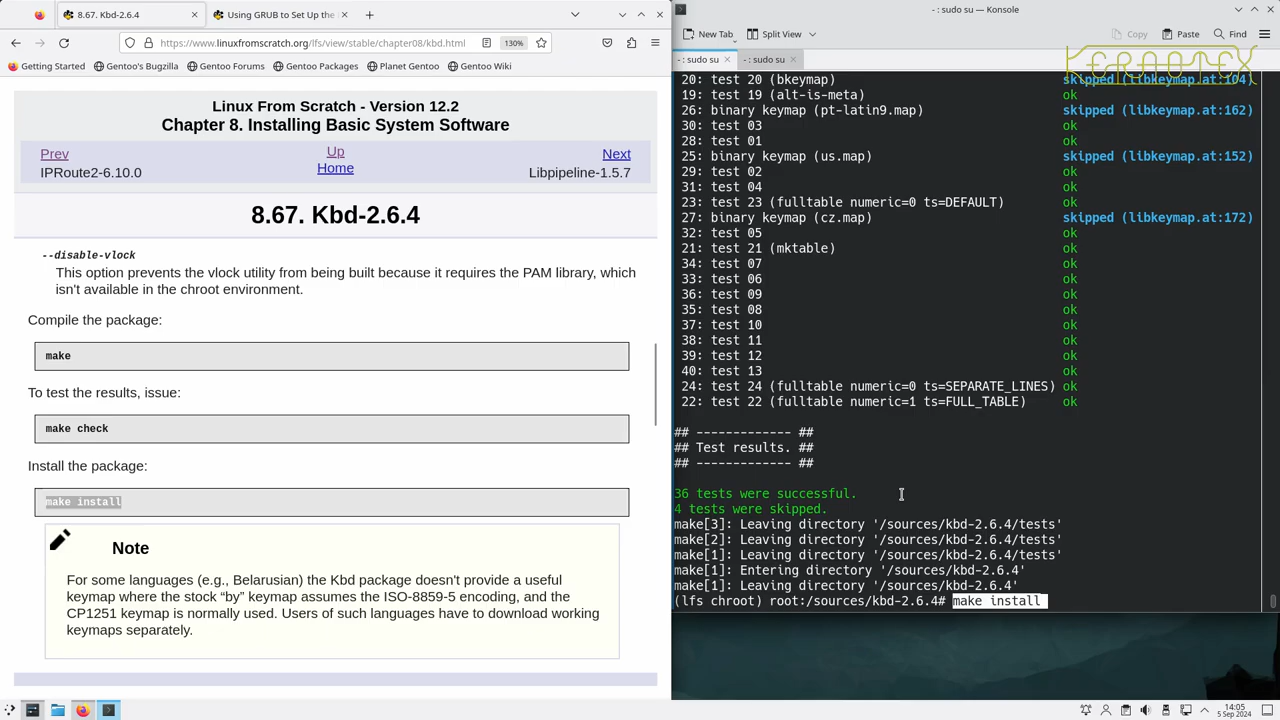 8.67. Kbd-2.6.4
Using GRUB to Set Up the
https://www.linuxfromscratch.org/lfs/view/stable/chapter08/kbd.html
130%
Getting Started
Gentoo's Bugzilla
Gentoo Forums
Gentoo Packages
Planet Gentoo
Gentoo Wiki
Linux From Scratch - Version 12.2
Chapter 8. Installing Basic System Software
Prev
Up
Next
IPRoute2-6.10.0
Home
Libpipeline-1.5.7
8.67. Kbd-2.6.4
--disable-vlock
This option prevents the vlock utility from being built because it requires the PAM library, which
isn't available in the chroot environment.
Compile the package:
make
To test the results, issue:
make check
Install the package:
make install
Note
For some languages (e.g., Belarusian) the Kbd package doesn't provide a useful
keymap where the stock “by” keymap assumes the ISO-8859-5 encoding, and the
CP1251 keymap is normally used. Users of such languages have to download working
keymaps separately.
- : sudo su — Konsole
New Tab
Split View
Copy
Paste
Find
- : sudo su
- : sudo su
KEROTEX
20: test 20 (bkeymap) skipped (libkeymap.at:104)
19: test 19 (alt-is-meta) ok
26: binary keymap (pt-latin9.map) skipped (libkeymap.at:162)
30: test 03 ok
28: test 01 ok
25: binary keymap (us.map) skipped (libkeymap.at:152)
29: test 02 ok
31: test 04 ok
23: test 23 (fulltable numeric=0 ts=DEFAULT) ok
27: binary keymap (cz.map) skipped (libkeymap.at:172)
32: test 05 ok
21: test 21 (mktable) ok
34: test 07 ok
33: test 06 ok
36: test 09 ok
35: test 08 ok
37: test 10 ok
38: test 11 ok
39: test 12 ok
40: test 13 ok
24: test 24 (fulltable numeric=0 ts=SEPARATE_LINES) ok
22: test 22 (fulltable numeric=1 ts=FULL_TABLE) ok
## ------------- ##
## Test results. ##
## ------------- ##
36 tests were successful.
4 tests were skipped.
make[3]: Leaving directory '/sources/kbd-2.6.4/tests'
make[2]: Leaving directory '/sources/kbd-2.6.4/tests'
make[1]: Leaving directory '/sources/kbd-2.6.4/tests'
make[1]: Entering directory '/sources/kbd-2.6.4'
make[1]: Leaving directory '/sources/kbd-2.6.4'
(lfs chroot) root:/sources/kbd-2.6.4# make install
14:05
5 Sep 2024